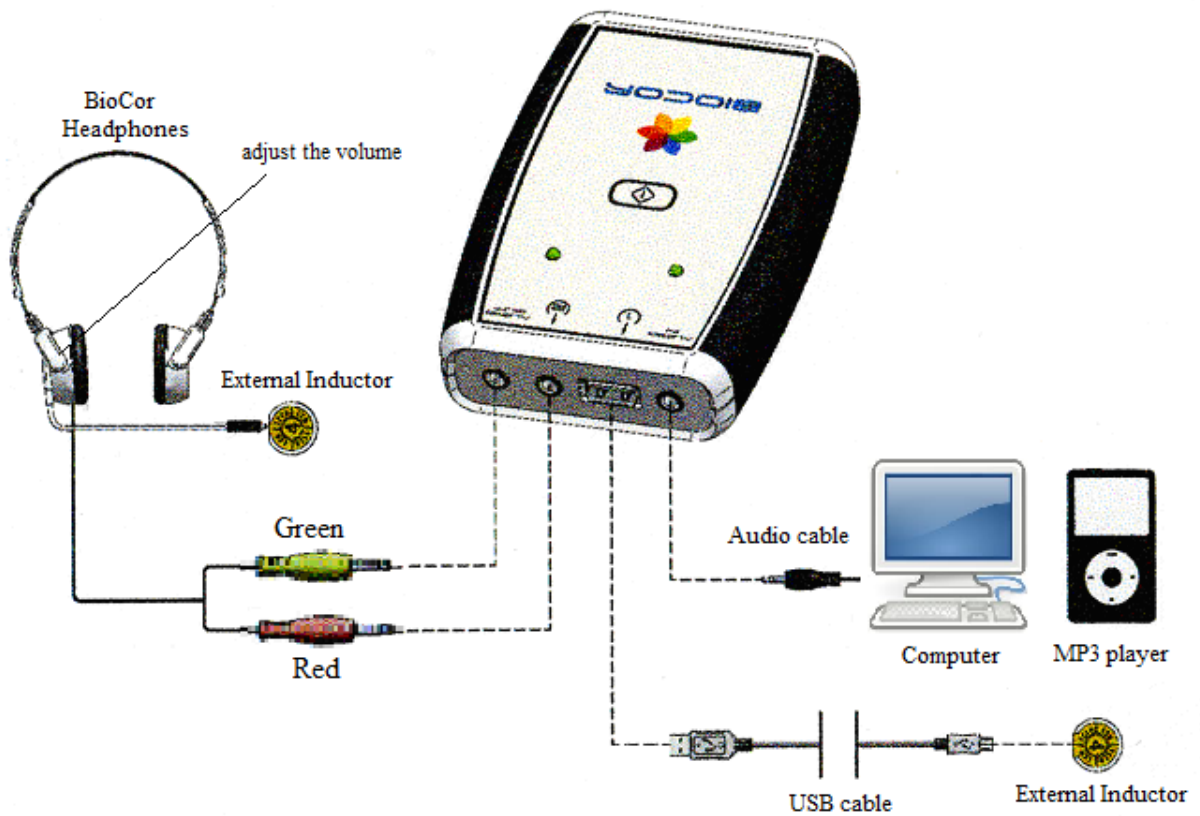 BioCor
Headphones
adjust the volume
BIOCOR
External Inductor
Green
Red
Audio cable
Computer
MP3 player
USB cable
External Inductor